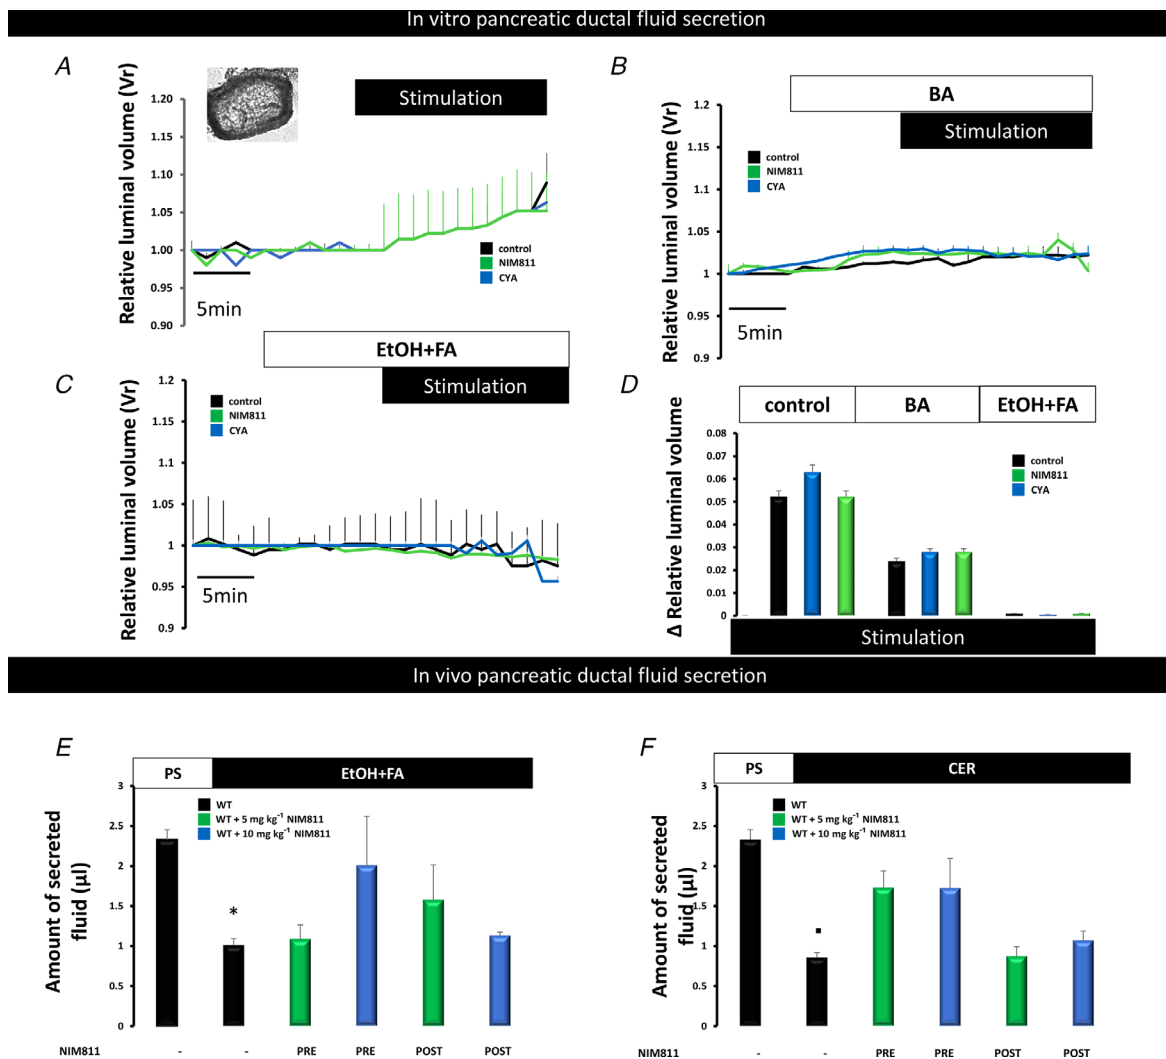 In vitro pancreatic ductal fluid secretion
A
Relative luminal volume (Vr)
1.20
1.15
1.10
1.05
1.00
0.95
0.90
Stimulation
control
NIM811
CYA
5min
B
Relative luminal volume (Vr)
1.2
1.15
1.1
1.05
1
0.95
0.9
BA
Stimulation
control
NIM811
CYA
5min
C
Relative luminal volume (Vr)
1.2
1.15
1.1
1.05
1
0.95
0.9
EtOH+FA
Stimulation
control
NIM811
CYA
5min
D
Δ Relative luminal volume
0.08
0.07
0.06
0.05
0.04
0.03
0.02
0.01
0
control
BA
EtOH+FA
control
NIM811
CYA
Stimulation
In vivo pancreatic ductal fluid secretion
E
Amount of secreted
fluid (µl)
3
2.5
2
1.5
1
0.5
0
PS
EtOH+FA
WT
WT + 5 mg kg⁻¹ NIM811
WT + 10 mg kg⁻¹ NIM811
*
NIM811 - - PRE PRE POST POST
F
Amount of secreted
fluid (µl)
3
2.5
2
1.5
1
0.5
0
PS
CER
WT
WT + 5 mg kg⁻¹ NIM811
WT + 10 mg kg⁻¹ NIM811
NIM811 - - PRE PRE POST POST